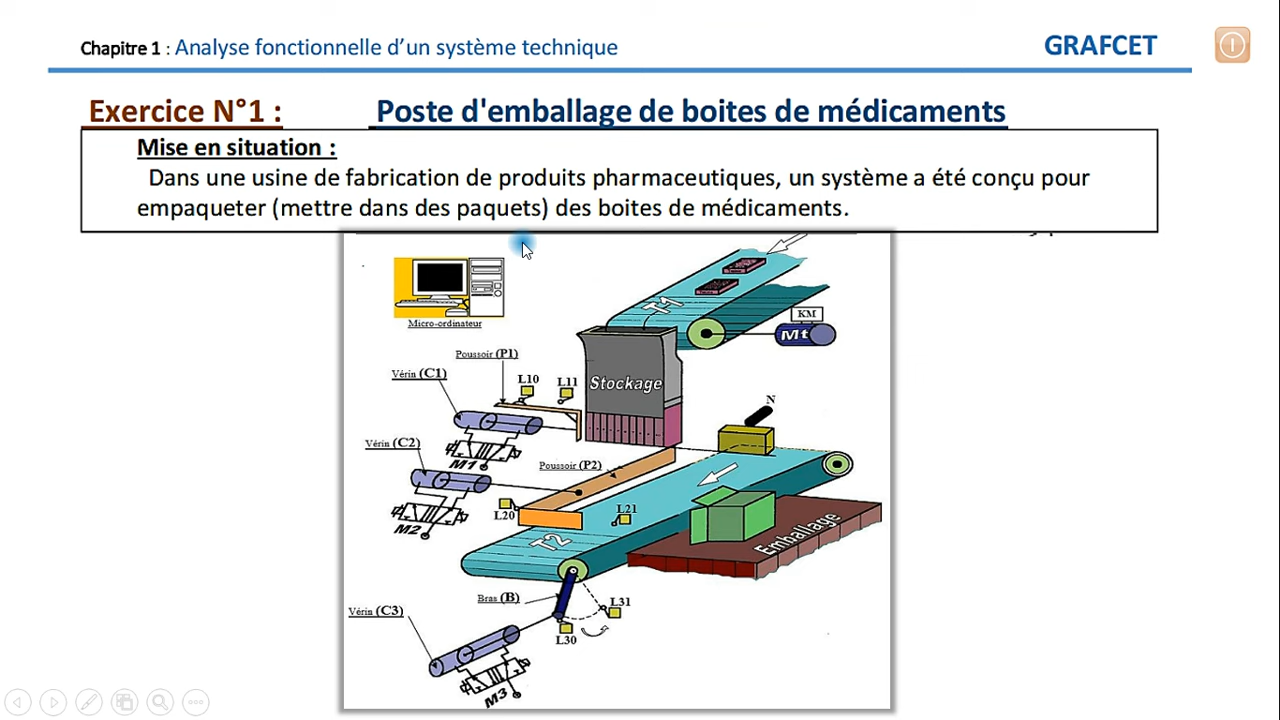 Chapitre 1 : Analyse fonctionnelle d’un système technique
GRAFCET
Exercice N°1 :
Poste d'emballage de boites de médicaments
Mise en situation :
Dans une usine de fabrication de produits pharmaceutiques, un système a été conçu pour
empaqueter (mettre dans des paquets) des boites de médicaments.
Micro-ordinateur
T1
KM
Mt
Poussoir (P1)
Vérin (C1)
L10
L11
Stockage
N
M1
Vérin (C2)
Poussoir (P2)
L20
L21
M2
T2
Emballage
Bras (B)
L31
Vérin (C3)
L30
M3